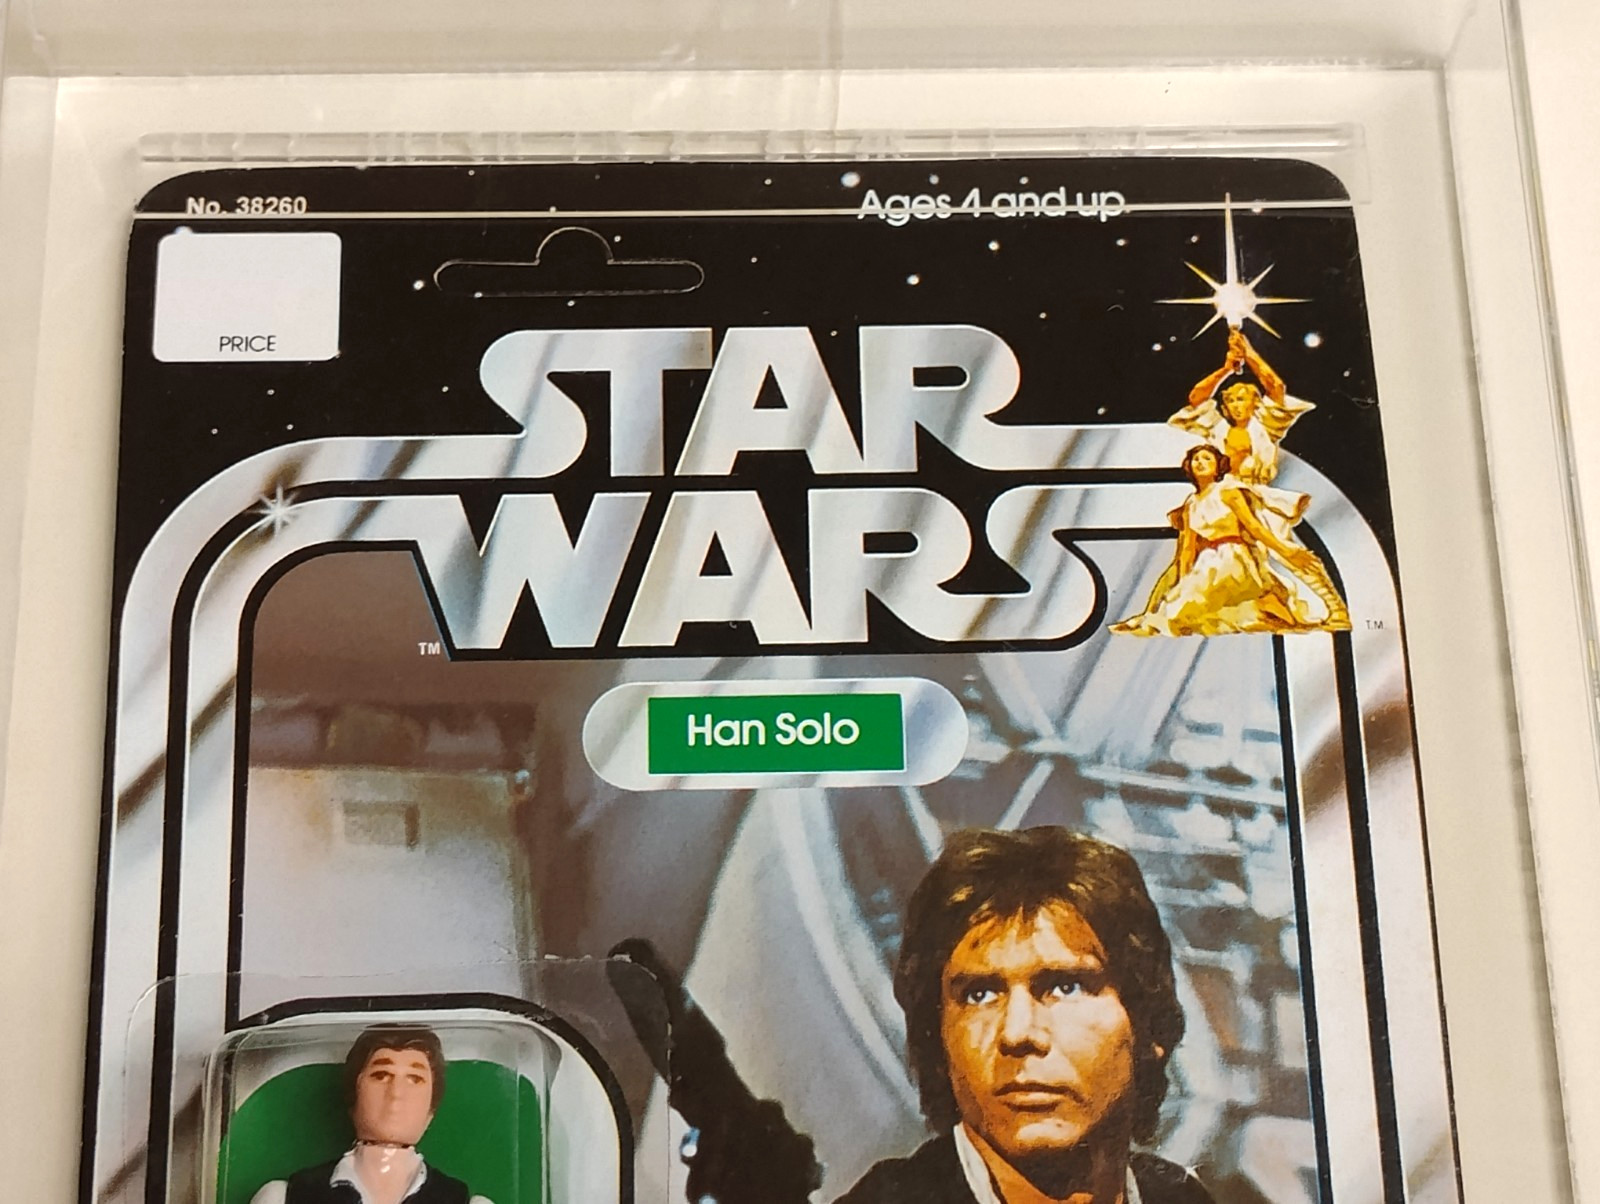 No. 38260
Ages 4 and up
PRICE
STAR
WARS
TM
TM
Han Solo